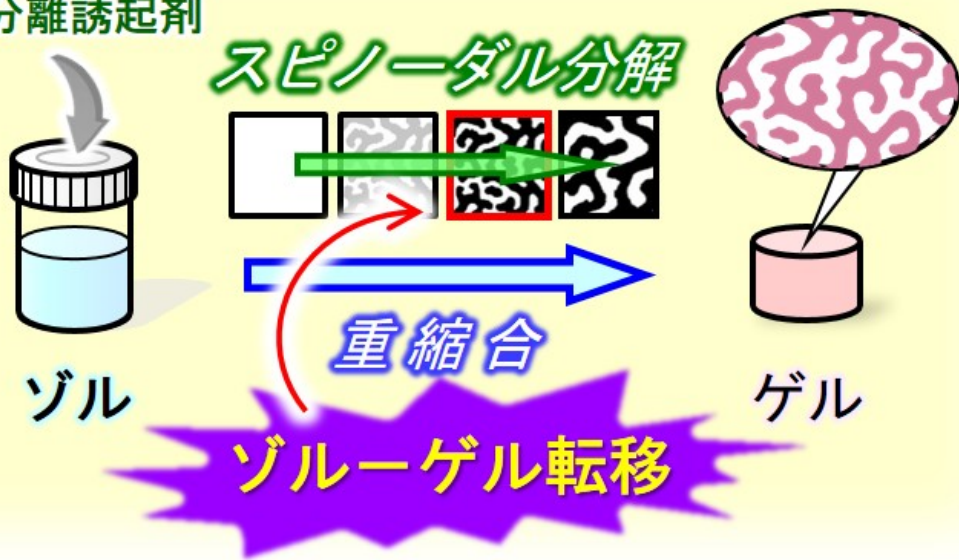 分離誘起剤
スピノーダル分解
重縮合
ゾル
ゲル
ゾルーゲル転移